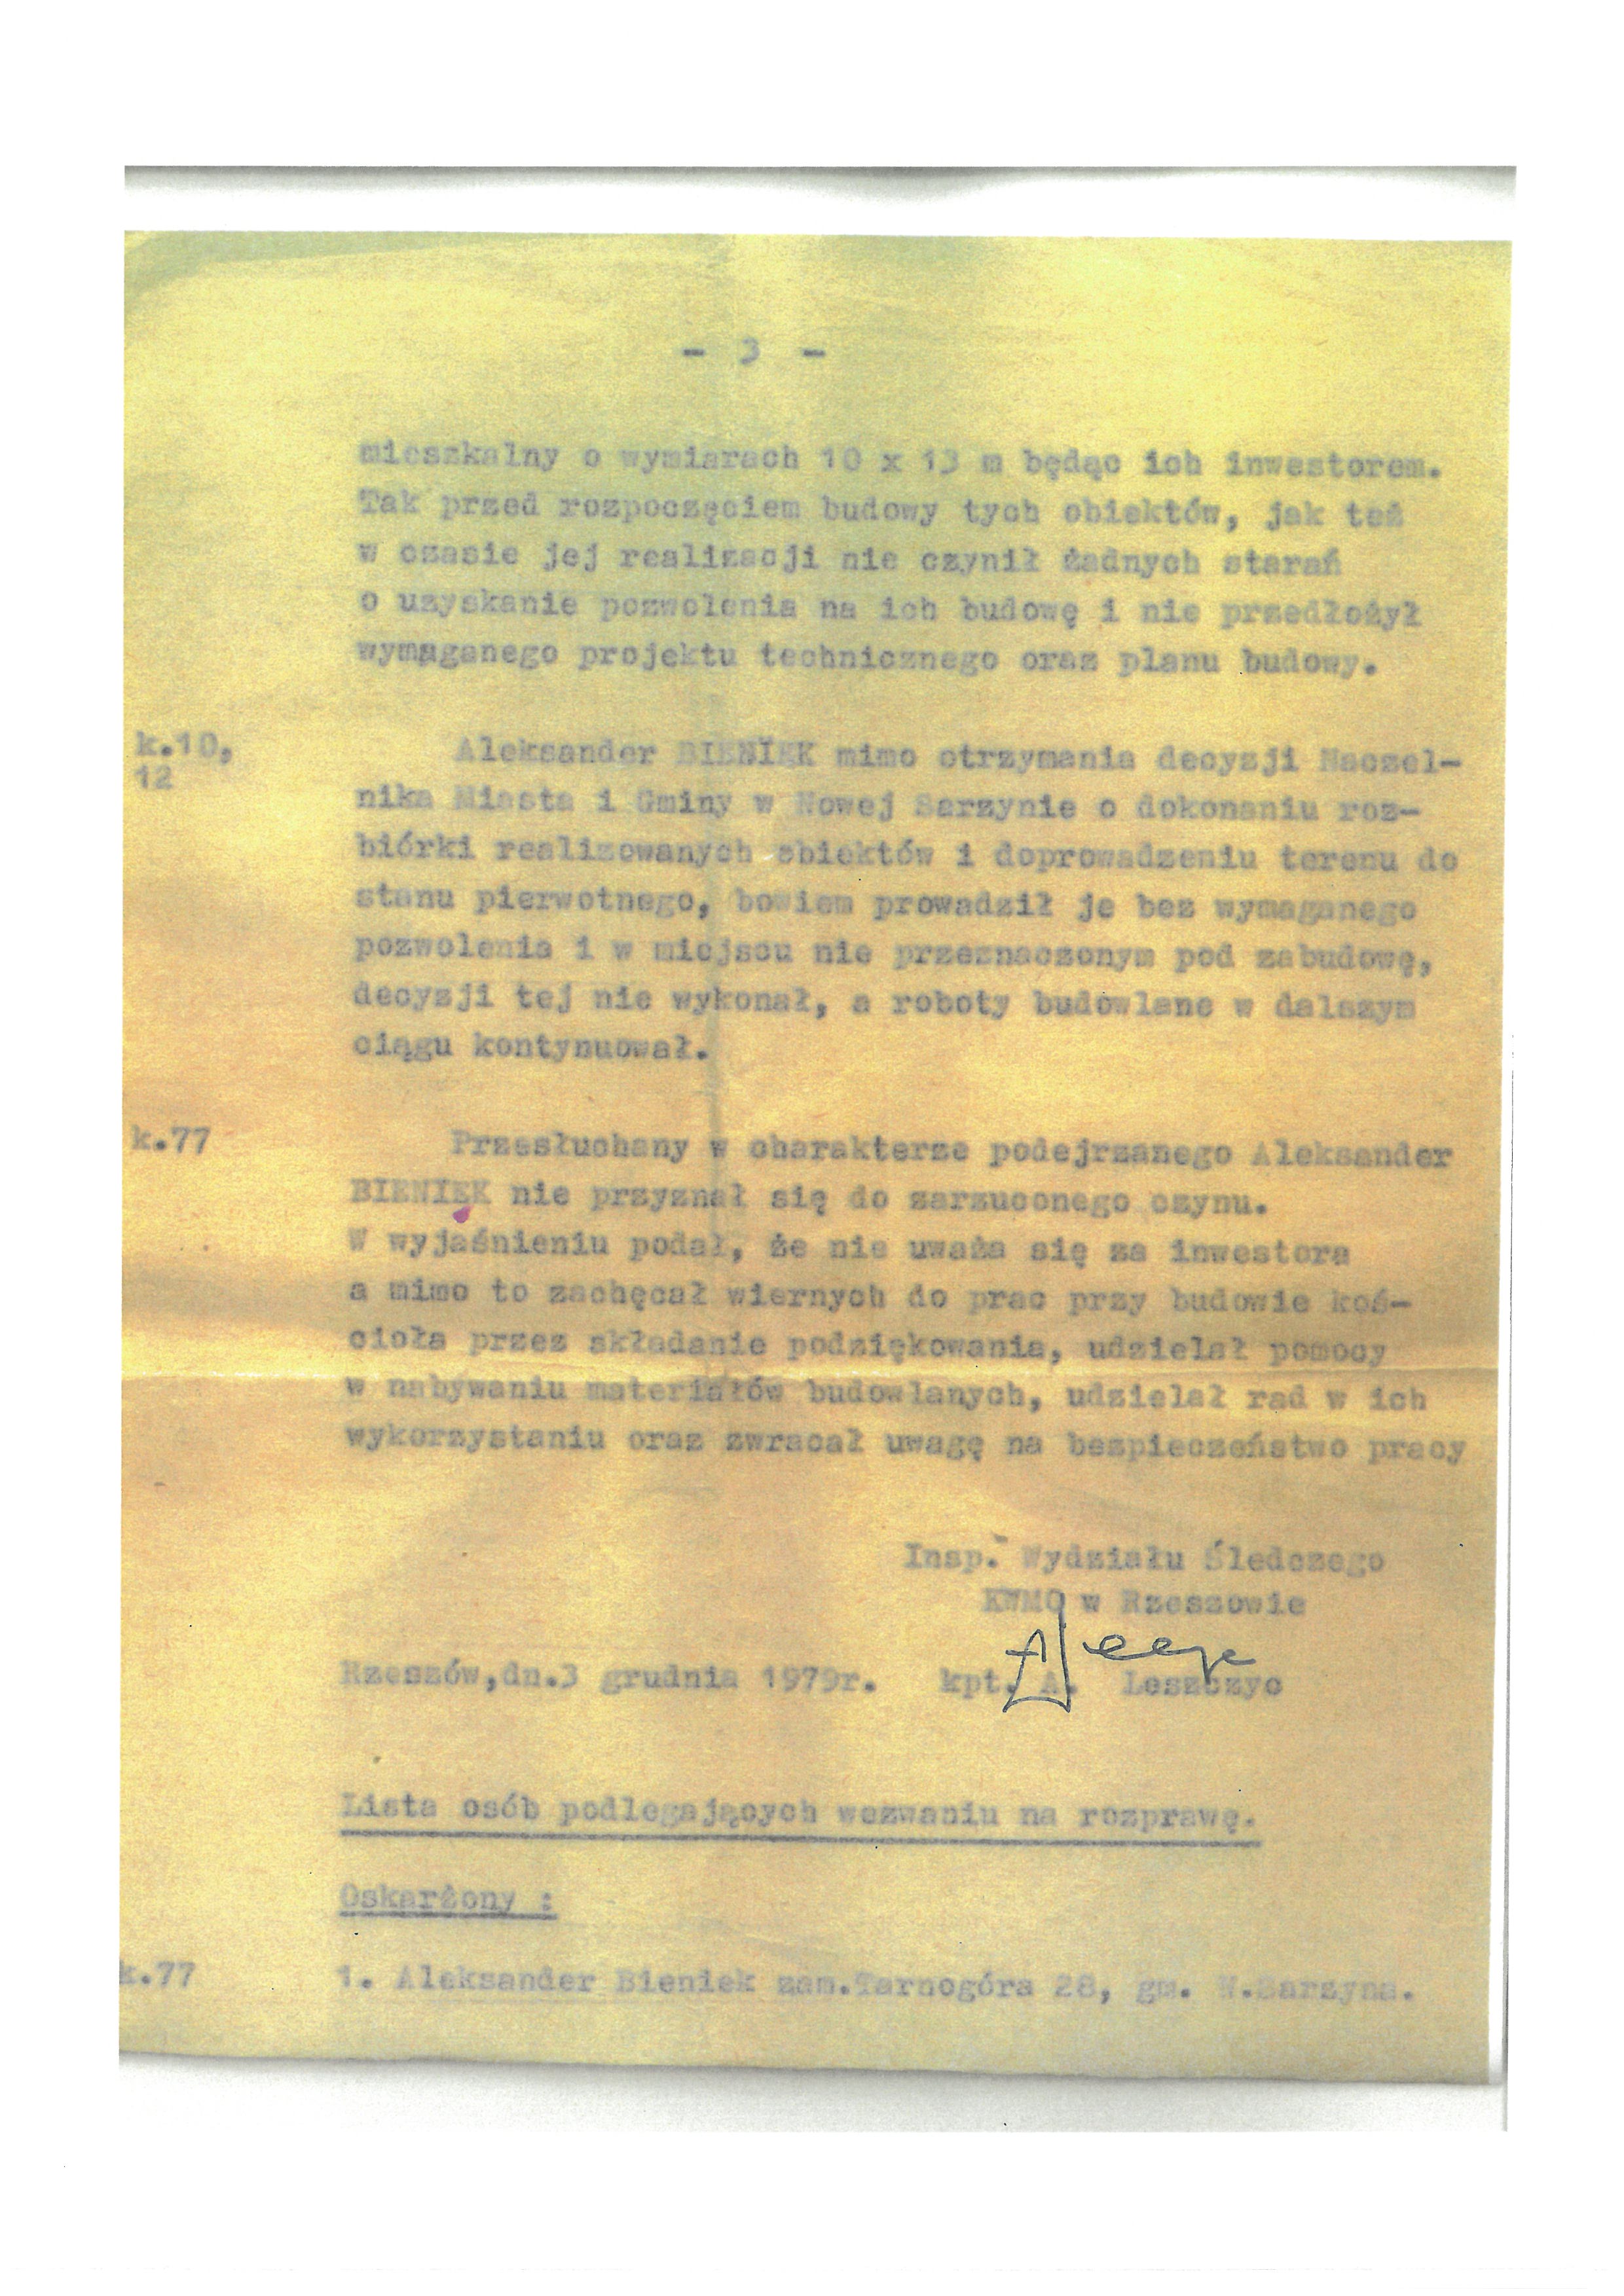 - 3 -
mieszkalny o wymiarach 10 x 13 m będąc ich inwestorem.
Tak przed rozpoczęciem budowy tych obiektów, jak też
w czasie jej realizacji nie czynił żadnych starań
o uzyskanie pozwolenia na ich budowę i nie przedłożył
wymaganego projektu technicznego oraz planu budowy.
k.10, Aleksander BIENIEK mimo otrzymania decyzji Naczel-
12
nika Miasta i Gminy w Nowej Sarzynie o dokonaniu roz-
biórki realizowanych obiektów i doprowadzeniu terenu do
stanu pierwotnego, bowiem prowadził je bez wymaganego
pozwolenia i w miejscu nie przeznaczonym pod zabudowę,
decyzji tej nie wykonał, a roboty budowlane w dalszym
ciągu kontynuował.
k.77 Przesłuchany w charakterze podejrzanego Aleksander
BIENIEK nie przyznał się do zarzuconego czynu.
W wyjaśnieniu podał, że nie uważa się za inwestora
a mimo to zachęcał wiernych do prac przy budowie koś-
cioła przez składanie podziękowania, udzielał pomocy
w nabywaniu materiałów budowlanych, udzielał rad w ich
wykorzystaniu oraz zwracał uwagę na bezpieczeństwo pracy
Insp. Wydziału Śledczego
KWMO w Rzeszowie
Rzeszów,dn.3 grudnia 1979r. kpt. A. Leszczyc
Lista osób podlegających wezwaniu na rozprawę.
Oskarżony :
k.77 1. Aleksander Bieniek zam.Tarnogóra 28, gm. N.Sarzyna.